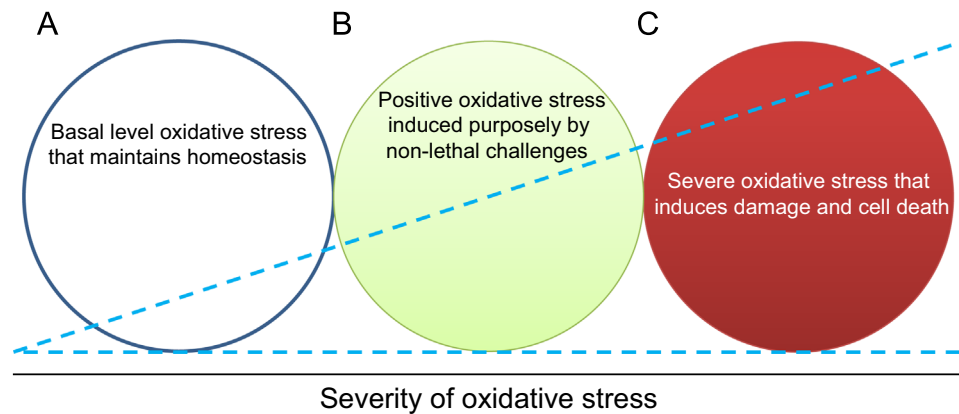 A
B
C
Basal level oxidative stress
that maintains homeostasis
Positive oxidative stress
induced purposely by
non-lethal challenges
Severe oxidative stress that
induces damage and cell death
Severity of oxidative stress